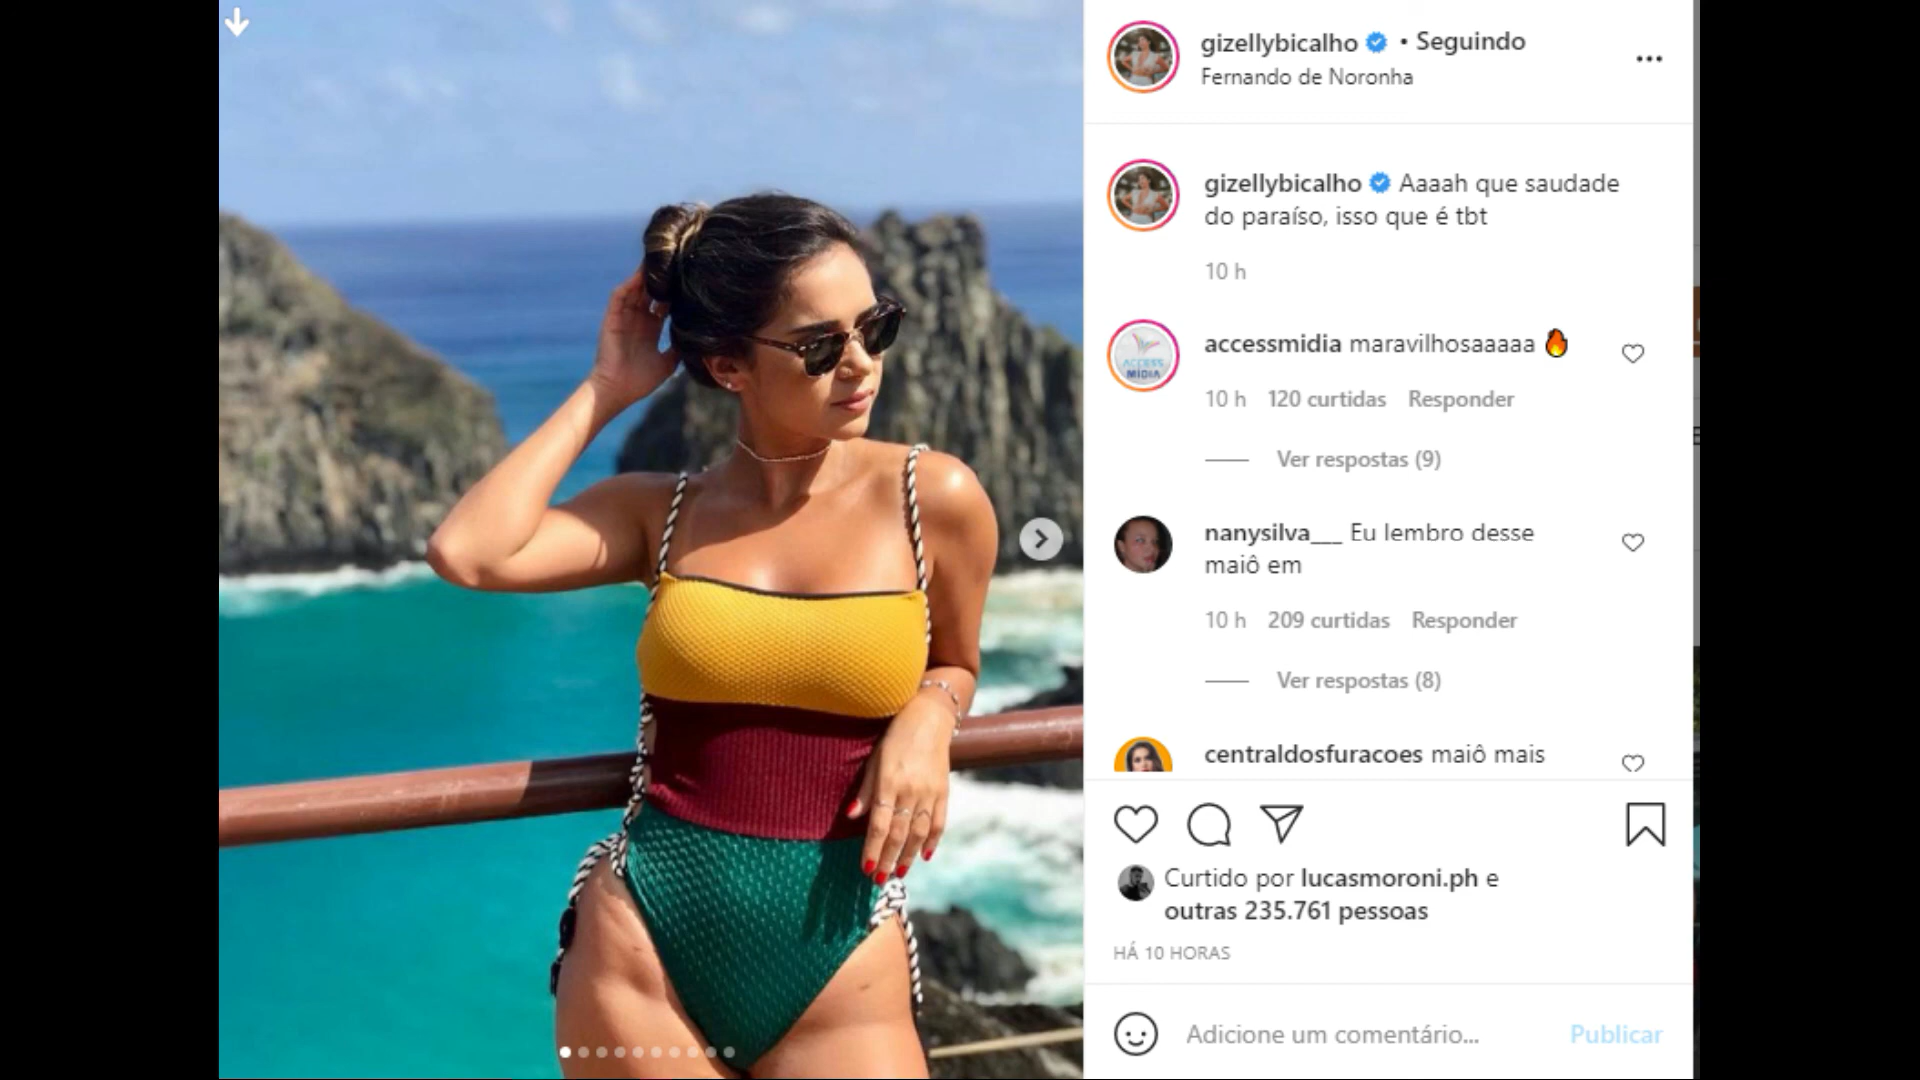 gizellybicalho • Seguindo
Fernando de Noronha
gizellybicalho Aaaah que saudade
do paraíso, isso que é tbt
10 h
accessmidia maravilhosaaaaa 🔥
ACCESS
MÍDIA
10 h 120 curtidas Responder
Ver respostas (9)
nanysilva___ Eu lembro desse
maiô em
10 h 209 curtidas Responder
Ver respostas (8)
centraldosfuracoes maiô mais
Curtido por lucasmoroni.ph e
outras 235.761 pessoas
HÁ 10 HORAS
Adicione um comentário... Publicar